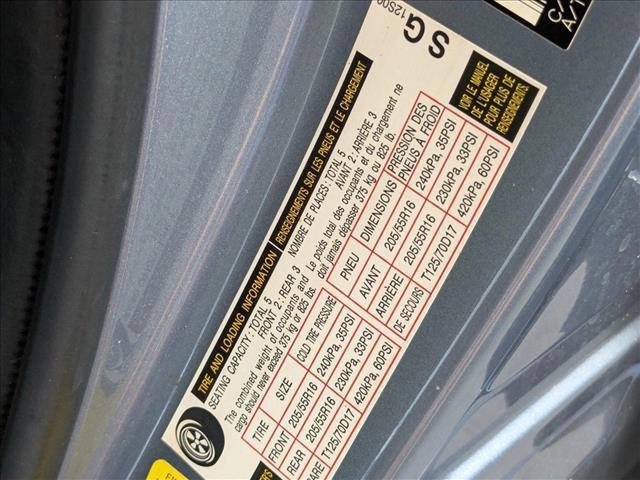 TIRE AND LOADING INFORMATION
RENSEIGNEMENTS SUR LES PNEUS ET LE CHARGEMENT
SEATING CAPACITY : TOTAL 5
FRONT 2 : REAR 3
NOMBRE DE PLACES : TOTAL 5
AVANT 2 : ARRIÈRE 3
The combined weight of occupants and
cargo should never exceed 375 kg or 825 lbs.
Le poids total des occupants et du chargement ne
doit jamais dépasser 375 kg ou 825 lb.
TIRE SIZE COLD TIRE PRESSURE
FRONT 205/55R16 240kPa, 35PSI
REAR 205/55R16 230kPa, 33PSI
T125/70D17 420kPa, 60PSI
PNEU DIMENSIONS PRESSION DES PNEUS À FROID
AVANT 205/55R16 240kPa, 35PSI
ARRIÈRE 205/55R16 230kPa, 33PSI
DE SECOURS T125/70D17 420kPa, 60PSI
VOIR LE MANUEL
DE L'USAGER
POUR PLUS DE
RENSEIGNEMENTS.
S G